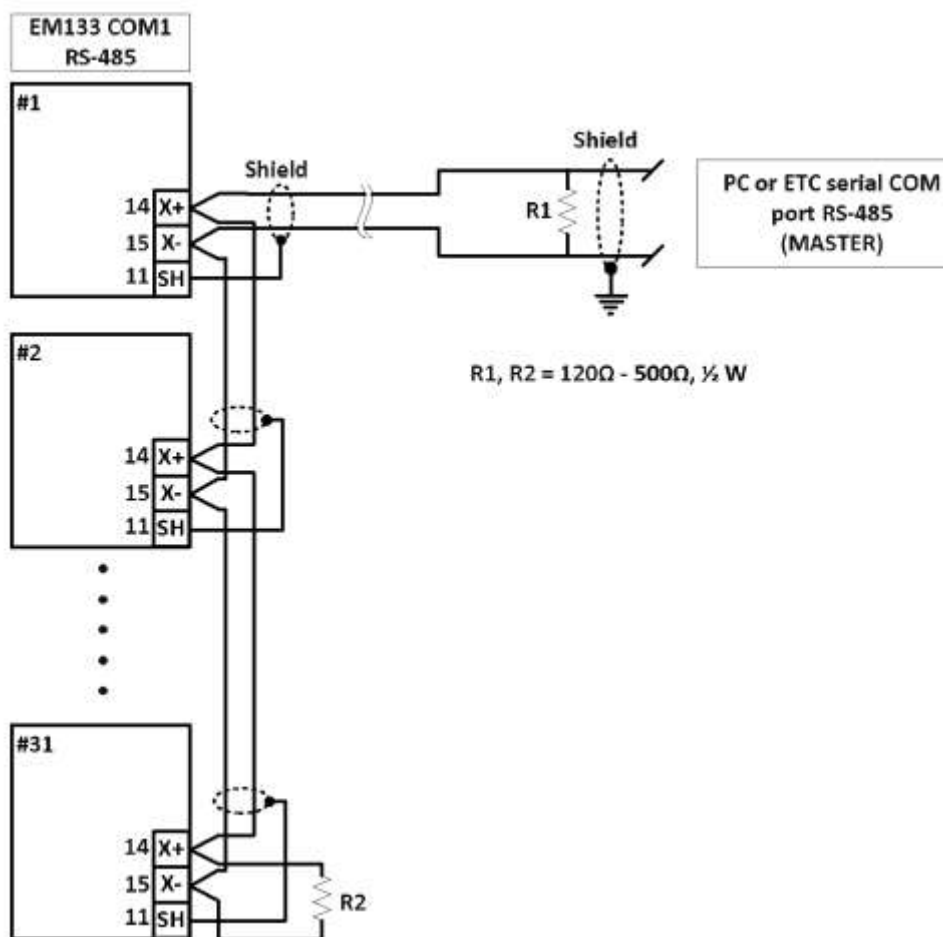 EM133 COM1
RS-485
#1
Shield
Shield
14 X+
15 X-
11 SH
R1
PC or ETC serial COM
port RS-485
(MASTER)
#2
R1, R2 = 120Ω - 500Ω, ½ W
14 X+
15 X-
11 SH
#31
14 X+
15 X-
11 SH
R2